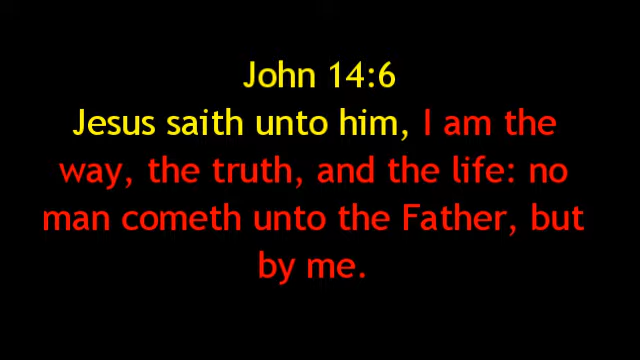 John 14:6
Jesus saith unto him, I am the
way, the truth, and the life: no
man cometh unto the Father, but
by me.